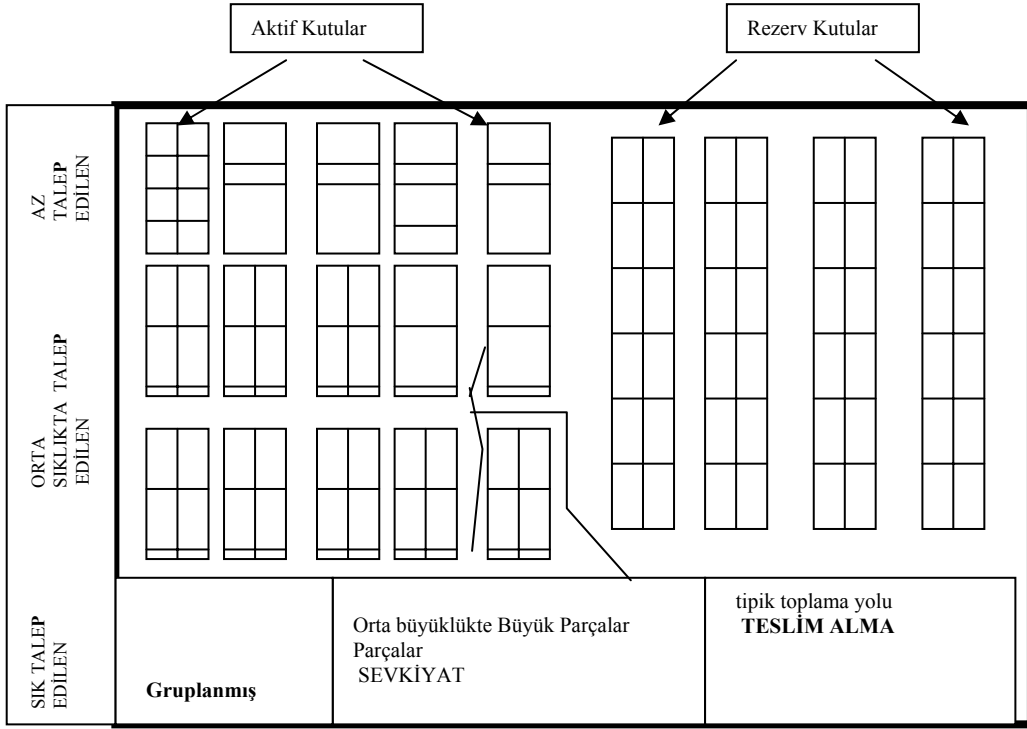 Aktif Kutular
Rezerv Kutular
AZ
TALEP
EDİLEN
ORTA
SIKLIKTA TALEP
EDİLEN
SIK TALEP
EDİLEN
Gruplanmış
Orta büyüklükte Büyük Parçalar
Parçalar
SEVKİYAT
tipik toplama yolu
TESLİM ALMA